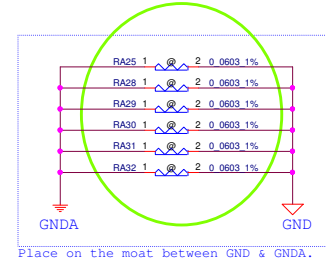 RA25 1 @ 2 0_0603_1%
RA28 1 @ 2 0_0603_1%
RA29 1 @ 2 0_0603_1%
RA30 1 @ 2 0_0603_1%
RA31 1 @ 2 0_0603_1%
RA32 1 @ 2 0_0603_1%
GNDA GND
Place on the moat between GND & GNDA.